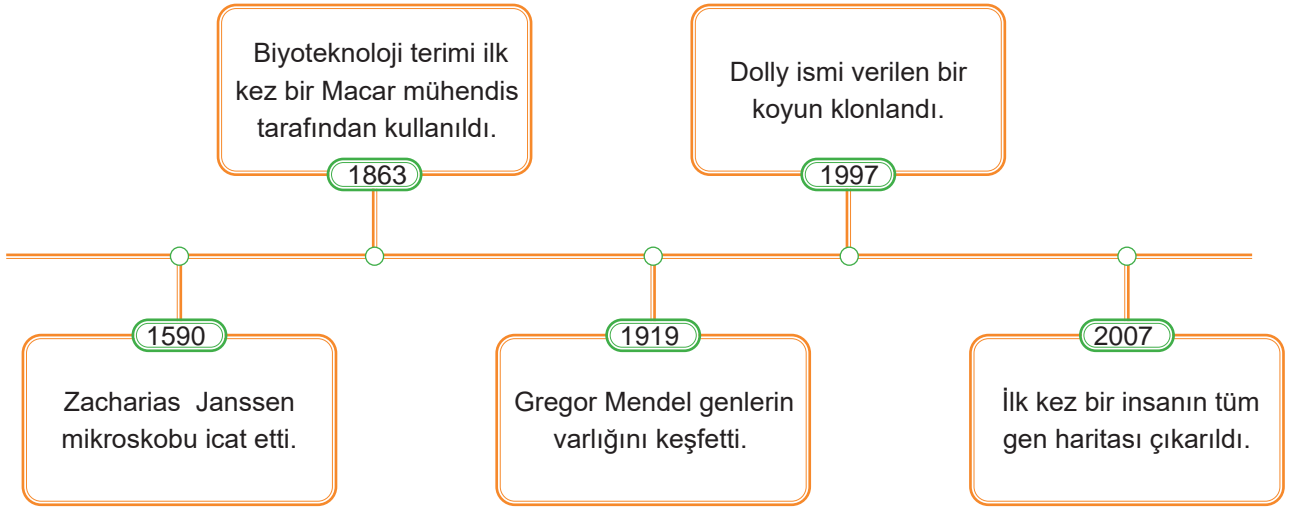 Biyoteknoloji terimi ilk
kez bir Macar mühendis
tarafından kullanıldı.
1863
Dolly ismi verilen bir
koyun klonlandı.
1997
1590
Zacharias Janssen
mikroskobu icat etti.
1919
Gregor Mendel genlerin
varlığını keşfetti.
2007
İlk kez bir insanın tüm
gen haritası çıkarıldı.